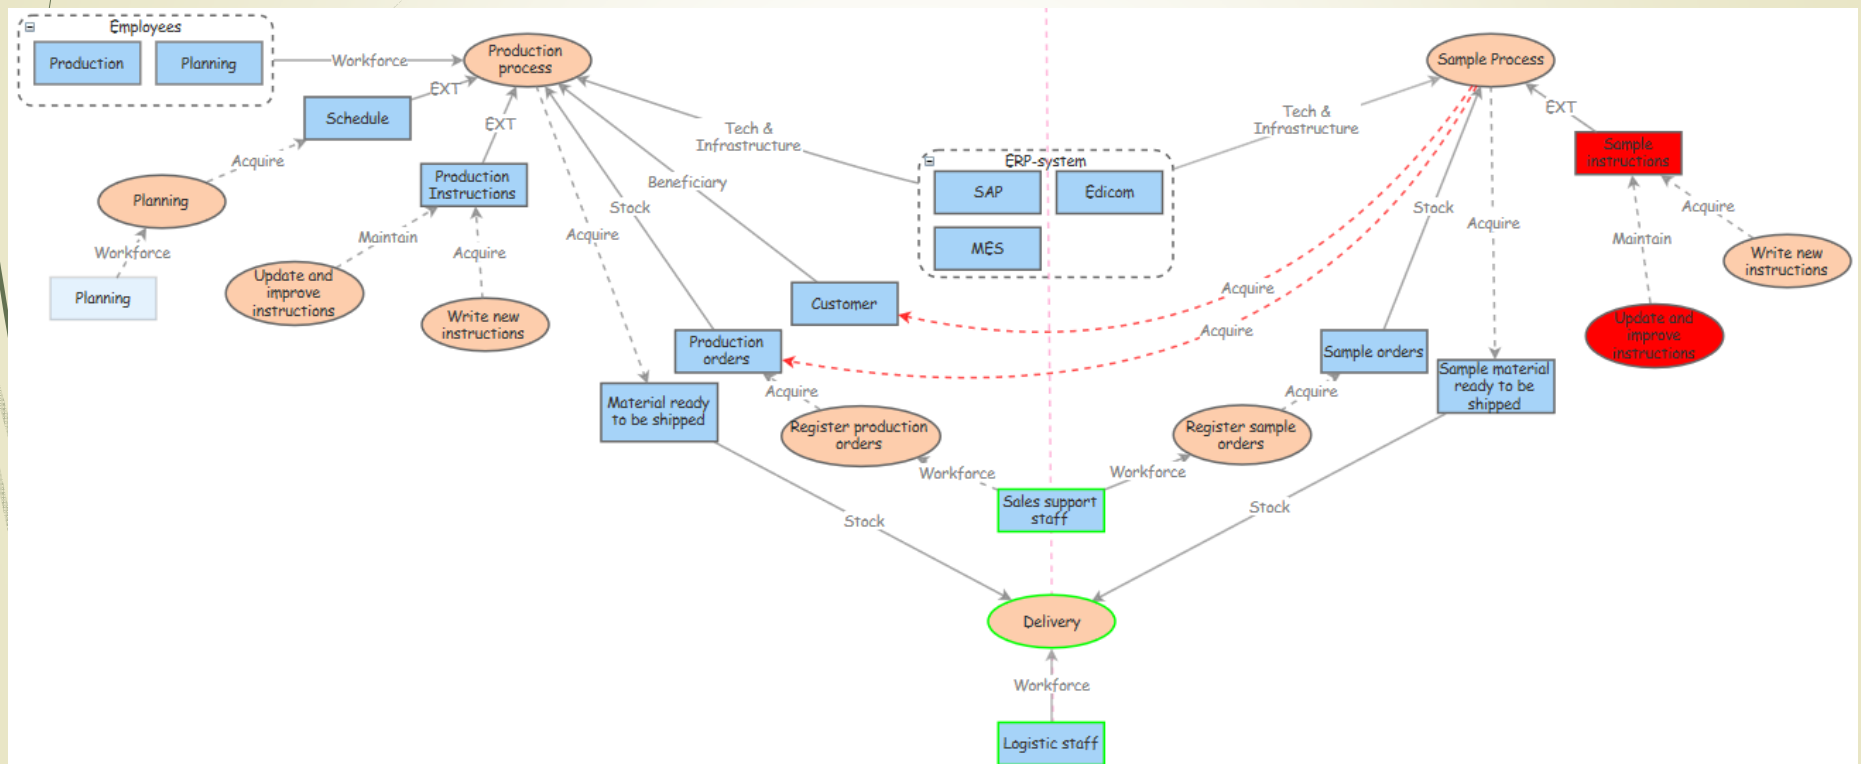 Employees
Production
Planning
Workforce
Production
process
EXT
Schedule
Acquire
Planning
Workforce
Planning
EXT
Production
Instructions
Maintain
Acquire
Update and
improve
instructions
Write new
instructions
Tech &
Infrastructure
Beneficiary
Stock
Acquire
Customer
Production
orders
Material ready
to be shipped
Acquire
Register production
orders
Workforce
ERP-system
SAP
Edicom
MES
Tech &
Infrastructure
Sample Process
EXT
Sample
instructions
Stock
Acquire
Acquire
Maintain
Write new
instructions
Update and
improve
instructions
Acquire
Acquire
Sample orders
Sample material
ready to be
shipped
Acquire
Register sample
orders
Workforce
Sales support
staff
Stock
Stock
Delivery
Workforce
Logistic staff